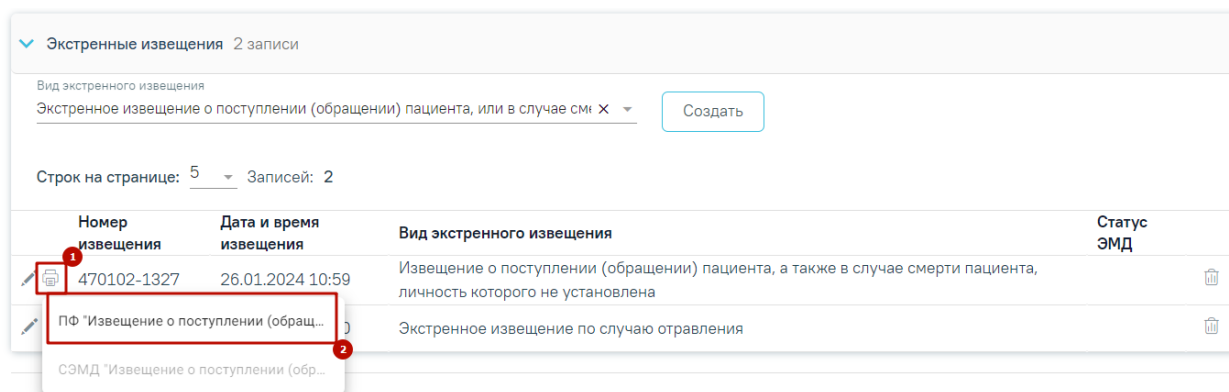 Экстренные извещения 2 записи
Вид экстренного извещения
Экстренное извещение о поступлении (обращении) пациента, или в случае сме
Создать
Строк на странице: 5 Записей: 2
Номер извещения
Дата и время извещения
Вид экстренного извещения
Статус ЭМД
1
470102-1327 26.01.2024 10:59
Извещение о поступлении (обращении) пациента, а также в случае смерти пациента,
личность которого не установлена
ПФ "Извещение о поступлении (обращ...
0
Экстренное извещение по случаю отравления
2
СЭМД "Извещение о поступлении (обр...